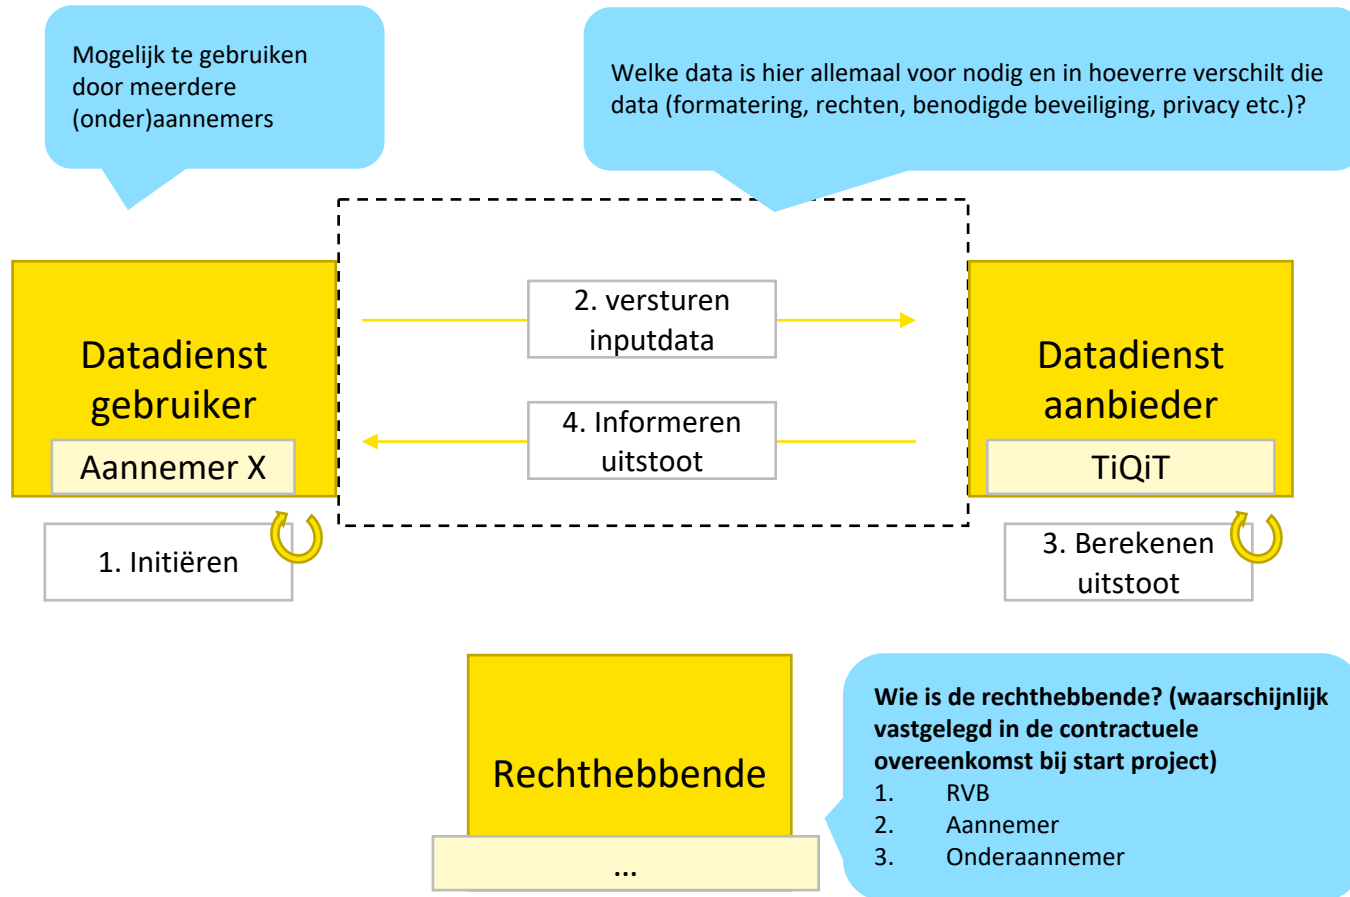 Mogelijk te gebruiken
door meerdere
(onder)aannemers
Welke data is hier allemaal voor nodig en in hoeverre verschilt die
data (formatering, rechten, benodigde beveiliging, privacy etc.)?
Datadienst
gebruiker
Aannemer X
2. versturen
inputdata
4. Informeren
uitstoot
Datadienst
aanbieder
TiQiT
1. Initiëren
3. Berekenen
uitstoot
Rechthebbende
...
Wie is de rechthebbende? (waarschijnlijk
vastgelegd in de contractuele
overeenkomst bij start project)
1. RVB
2. Aannemer
3. Onderaannemer